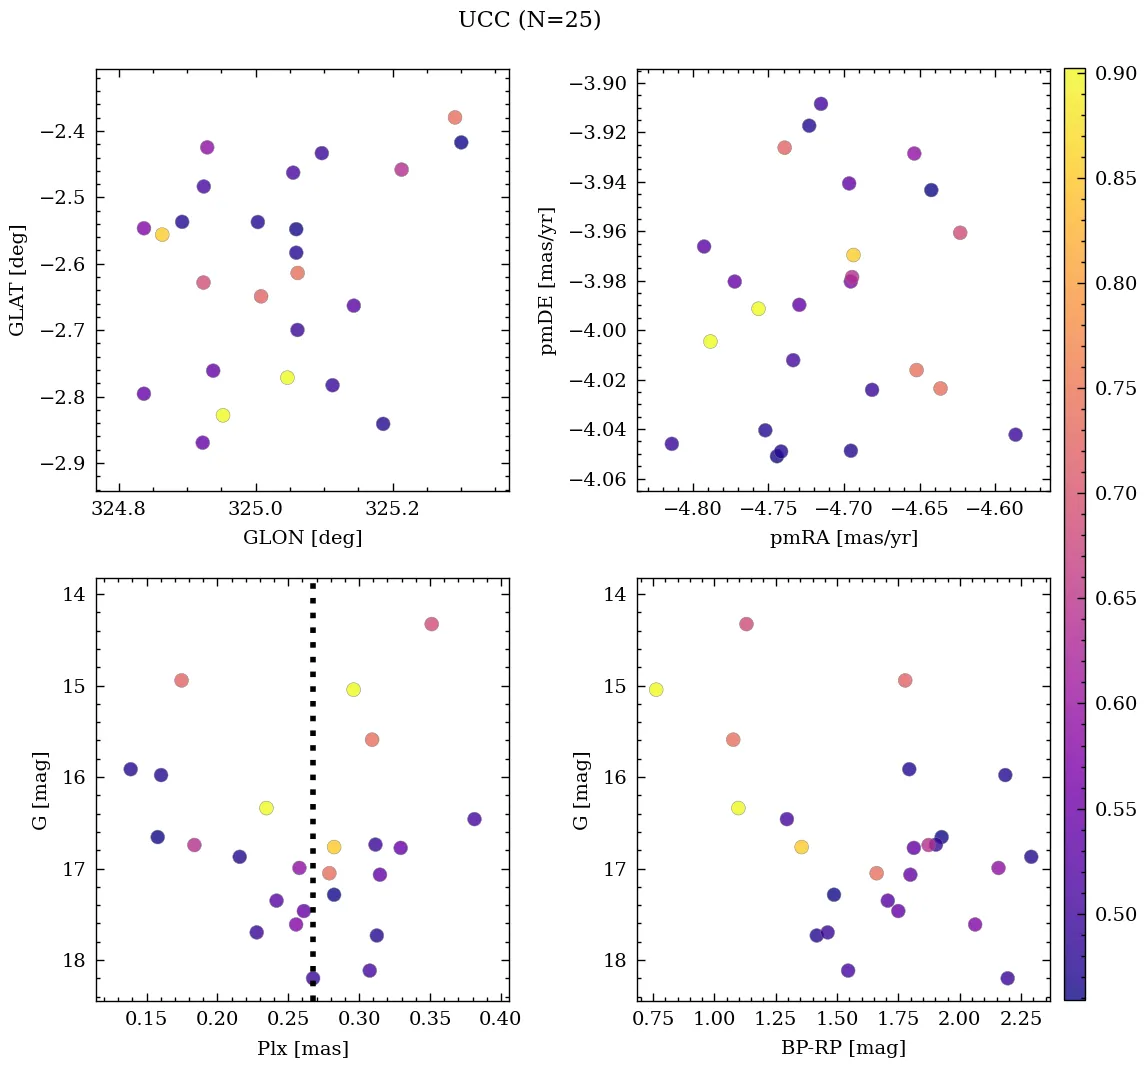 UCC (N=25)
−2.4
−2.5
−2.6
−2.7
−2.8
−2.9
GLAT [deg]
324.8 325.0 325.2
GLON [deg]
−3.90
−3.92
−3.94
−3.96
−3.98
−4.00
−4.02
−4.04
−4.06
pmDE [mas/yr]
−4.80 −4.75 −4.70 −4.65 −4.60
pmRA [mas/yr]
14
15
16
17
18
G [mag]
0.15 0.20 0.25 0.30 0.35 0.40
Plx [mas]
14
15
16
17
18
G [mag]
0.75 1.00 1.25 1.50 1.75 2.00 2.25
BP-RP [mag]
0.90
0.85
0.80
0.75
0.70
0.65
0.60
0.55
0.50